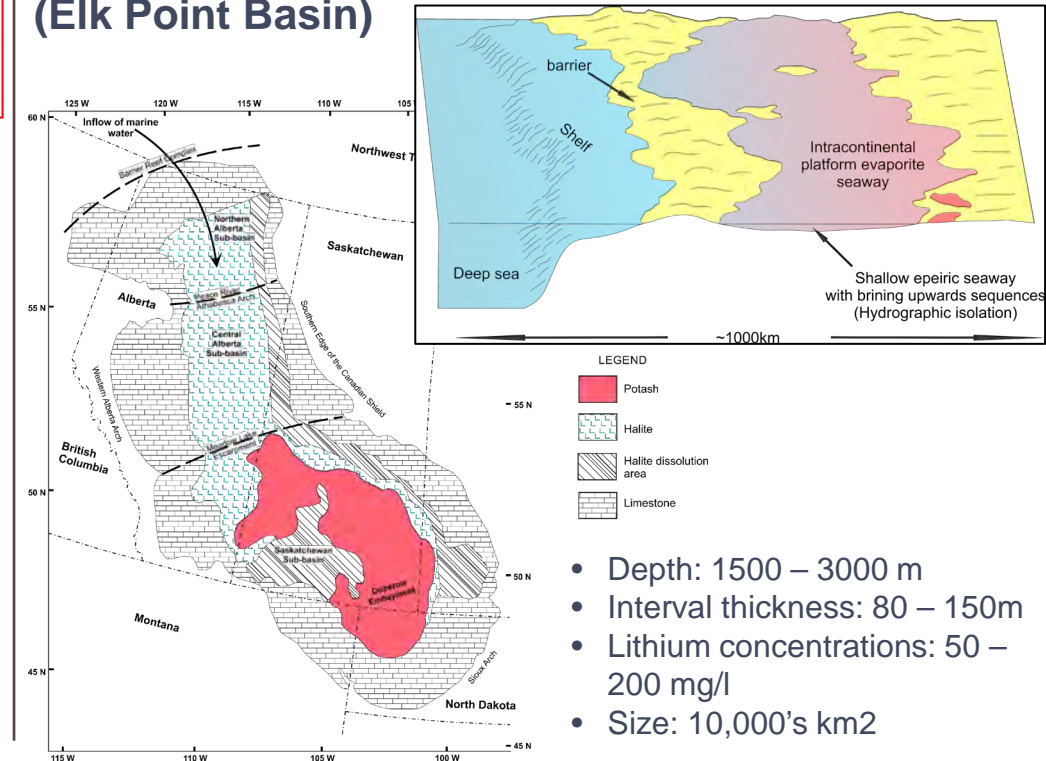 (Elk Point Basin)
barrier
Shelf
Intracontinental
platform evaporite
seaway
Deep sea
Shallow epeiric seaway
with brining upwards sequences
(Hydrographic isolation)
~1000km
125 W
120 W
115 W
110 W
105
60 N
Inflow of marine
water
Barrier Reef Complex
Northwest T
Northern
Alberta
Sub-basin
Saskatchewan
Alberta
Peace River
Athabasca Arch
55 N
Central
Alberta
Sub-basin
Southern Edge of the Canadian Shield
Western Alberta Arch
55 N
Meadow Lake
Escarpment
British
Columbia
50 N
Saskatchewan
Sub-basin
50 N
Duperow
Embayment
Montana
45 N
Sioux Arch
North Dakota
45 N
115 W
110 W
105 W
100 W
LEGEND
Potash
Halite
Halite dissolution
area
Limestone
• Depth: 1500 – 3000 m
• Interval thickness: 80 – 150m
• Lithium concentrations: 50 –
200 mg/l
• Size: 10,000's km2